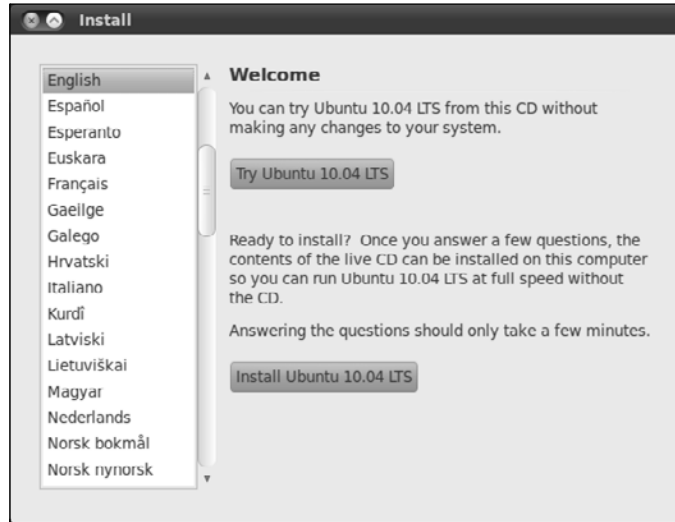 Install
English
Español
Esperanto
Euskara
Français
Gaeilge
Galego
Hrvatski
Italiano
Kurdî
Latviski
Lietuviškai
Magyar
Nederlands
Norsk bokmål
Norsk nynorsk
Welcome
You can try Ubuntu 10.04 LTS from this CD without
making any changes to your system.
Try Ubuntu 10.04 LTS
Ready to install? Once you answer a few questions, the
contents of the live CD can be installed on this computer
so you can run Ubuntu 10.04 LTS at full speed without
the CD.
Answering the questions should only take a few minutes.
Install Ubuntu 10.04 LTS